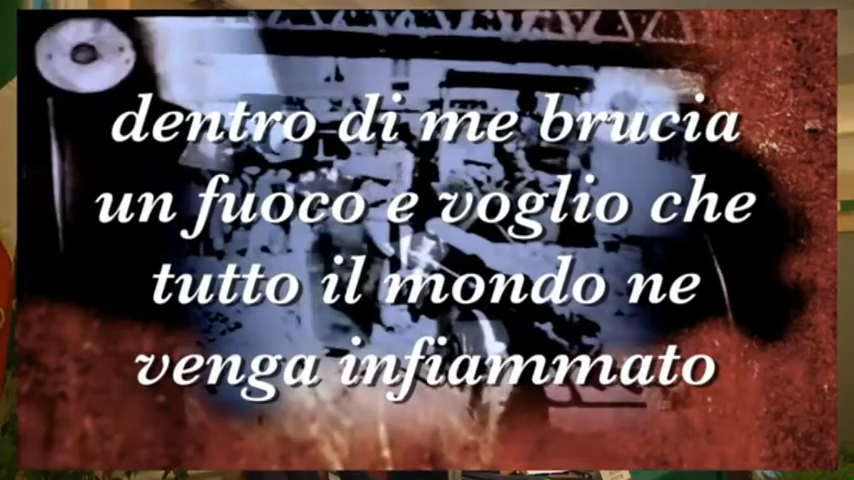 dentro di me brucia
un fuoco e voglio che
tutto il mondo ne
venga infiammato